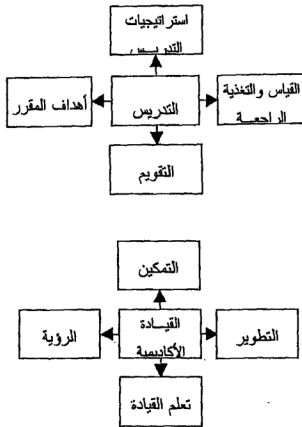 استراتيجيات
التدريس
القياس والتغذية
الراجعة
التدريس
أهداف المقرر
التقويم
التمكين
التطوير
القيادة
الأكاديمية
الرؤية
تعلم القيادة